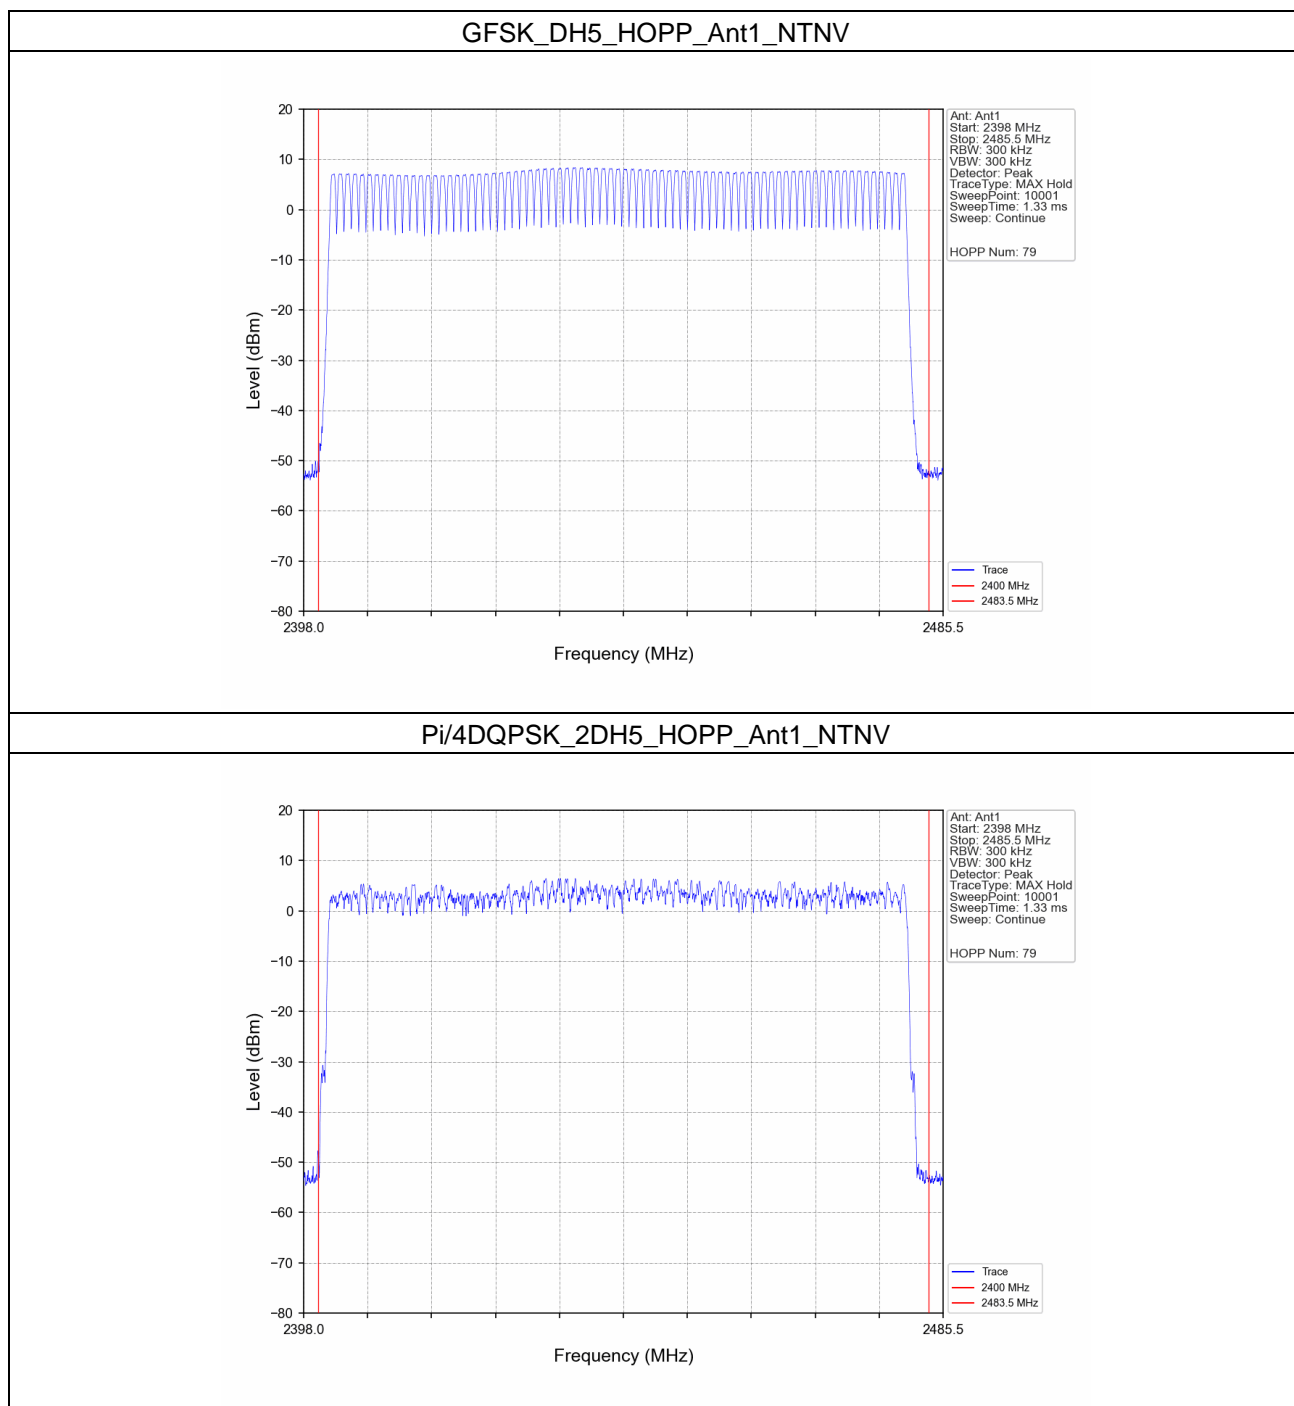 GFSK_DH5_HOPP_Ant1_NTNV
20
10
0
−10
−20
−30
−40
−50
−60
−70
−80
Level (dBm)
2398.0
2485.5
Frequency (MHz)
Ant: Ant1
Start: 2398 MHz
Stop: 2485.5 MHz
RBW: 300 kHz
VBW: 300 kHz
Detector: Peak
TraceType: MAX Hold
SweepPoint: 10001
SweepTime: 1.33 ms
Sweep: Continue
HOPP Num: 79
Trace
2400 MHz
2483.5 MHz
Pi/4DQPSK_2DH5_HOPP_Ant1_NTNV
20
10
0
−10
−20
−30
−40
−50
−60
−70
−80
Level (dBm)
2398.0
2485.5
Frequency (MHz)
Ant: Ant1
Start: 2398 MHz
Stop: 2485.5 MHz
RBW: 300 kHz
VBW: 300 kHz
Detector: Peak
TraceType: MAX Hold
SweepPoint: 10001
SweepTime: 1.33 ms
Sweep: Continue
HOPP Num: 79
Trace
2400 MHz
2483.5 MHz